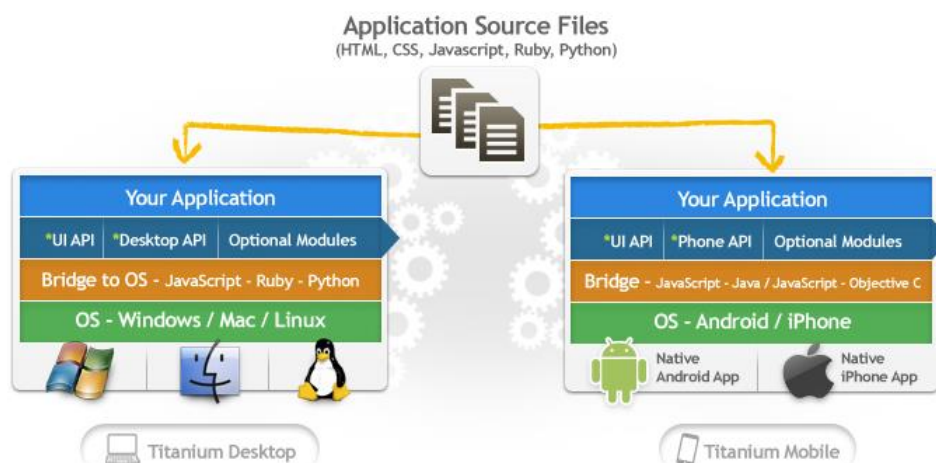 Application Source Files
(HTML, CSS, Javascript, Ruby, Python)
Your Application
*UI API
*Desktop API
Optional Modules
Bridge to OS - JavaScript - Ruby - Python
OS - Windows / Mac / Linux
Titanium Desktop
Your Application
*UI API
*Phone API
Optional Modules
Bridge - JavaScript - Java / JavaScript - Objective C
OS - Android / iPhone
Native
Android App
Native
iPhone App
Titanium Mobile